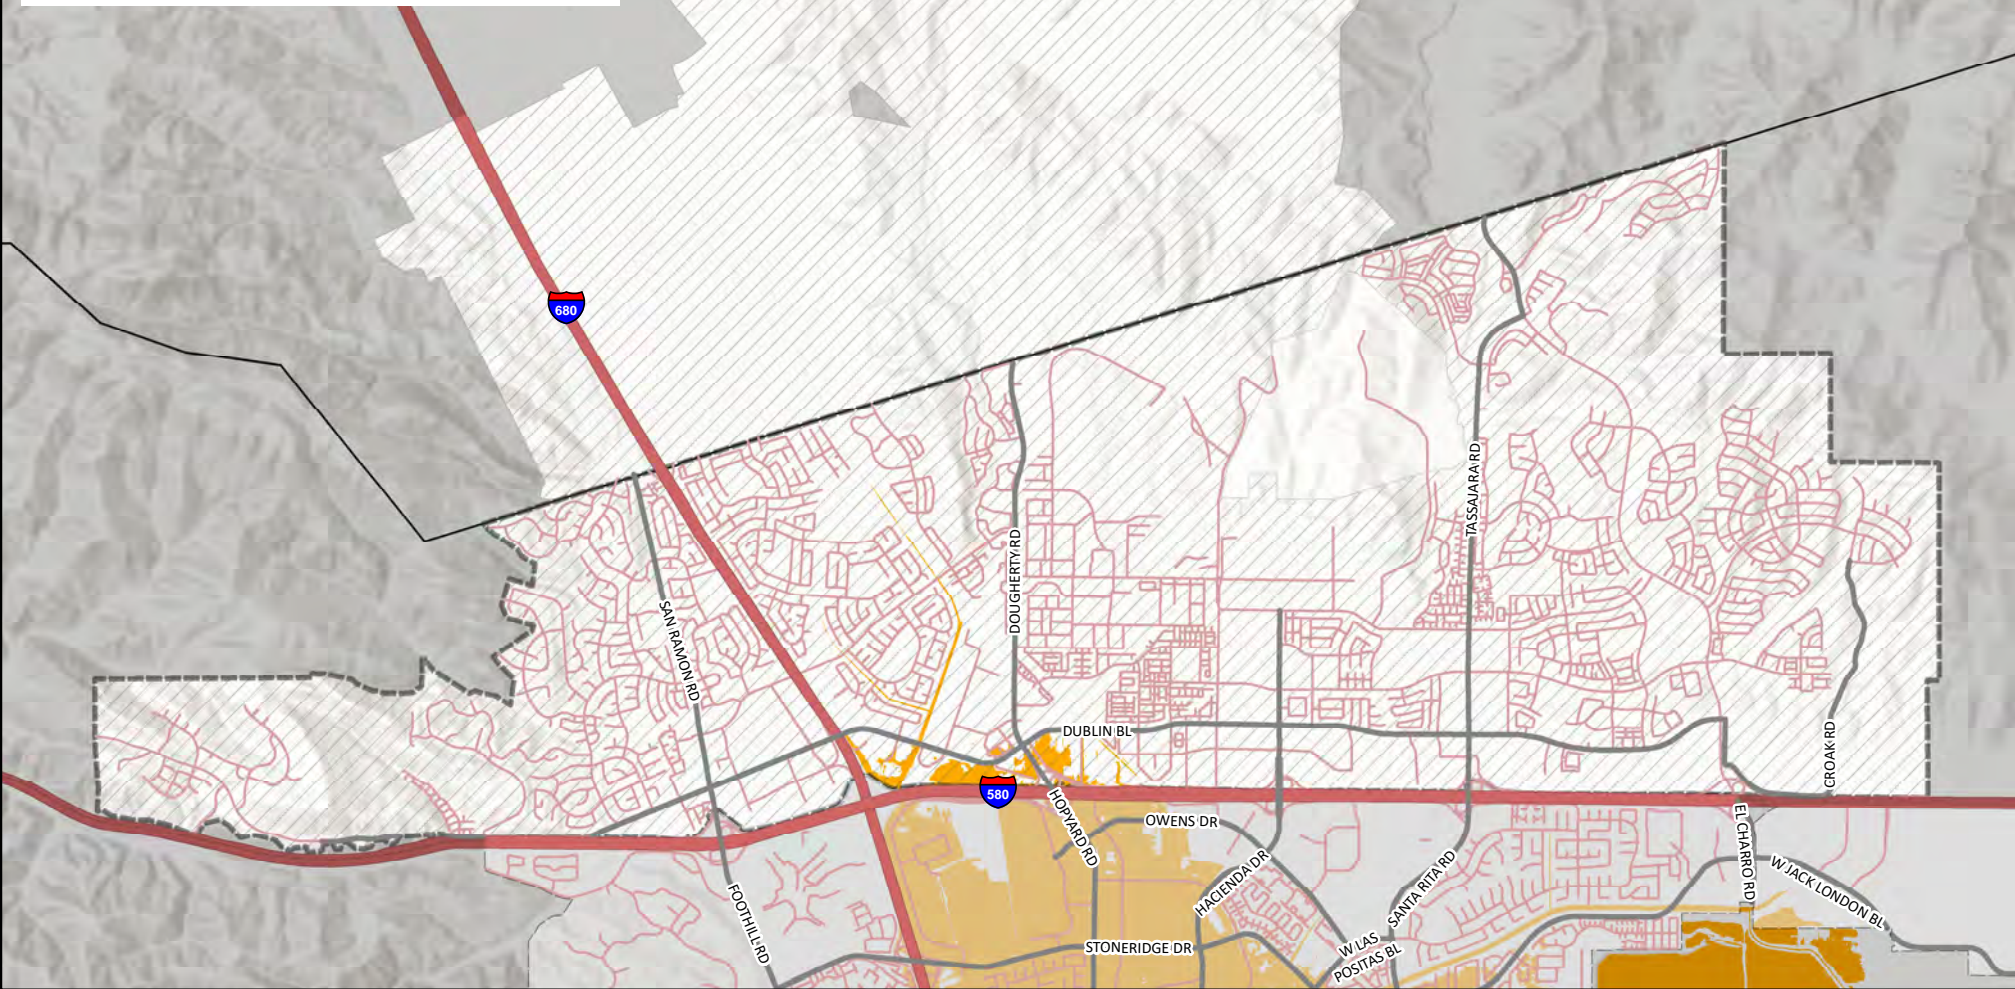 680
SAN RAMON RD
DOUGHERTY RD
TASSAJARA RD
DUBLIN BL
CROAK RD
580
HOPYARD RD
OWENS DR
EL CHARRO RD
HACIENDA DR
SANTA RITA RD
W JACK LONDON BL
FOOTHILL RD
STONERIDGE DR
W LAS
POSITAS BL